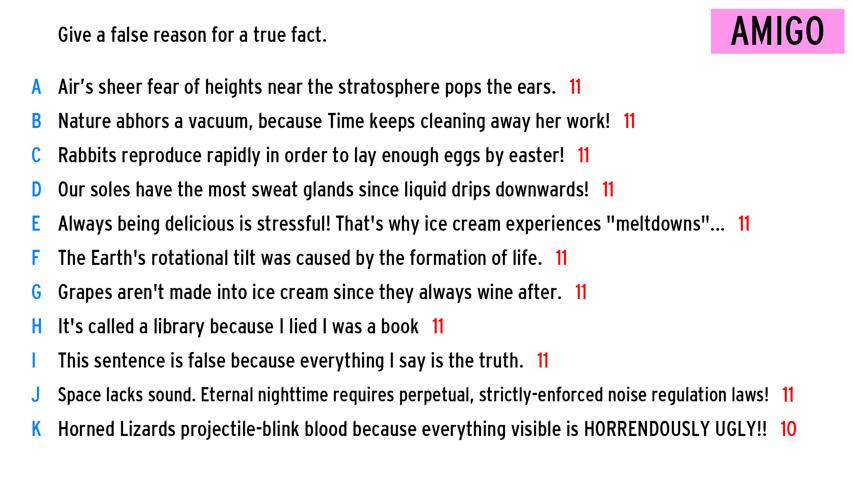 Give a false reason for a true fact.
AMIGO
A Air's sheer fear of heights near the stratosphere pops the ears. 11
B Nature abhors a vacuum, because Time keeps cleaning away her work! 11
C Rabbits reproduce rapidly in order to lay enough eggs by easter! 11
D Our soles have the most sweat glands since liquid drips downwards! 11
E Always being delicious is stressful! That's why ice cream experiences "meltdowns"... 11
F The Earth's rotational tilt was caused by the formation of life. 11
G Grapes aren't made into ice cream since they always wine after. 11
H It's called a library because I lied I was a book 11
I This sentence is false because everything I say is the truth. 11
J Space lacks sound. Eternal nighttime requires perpetual, strictly-enforced noise regulation laws! 11
K Horned Lizards projectile-blink blood because everything visible is HORRENDOUSLY UGLY!! 10